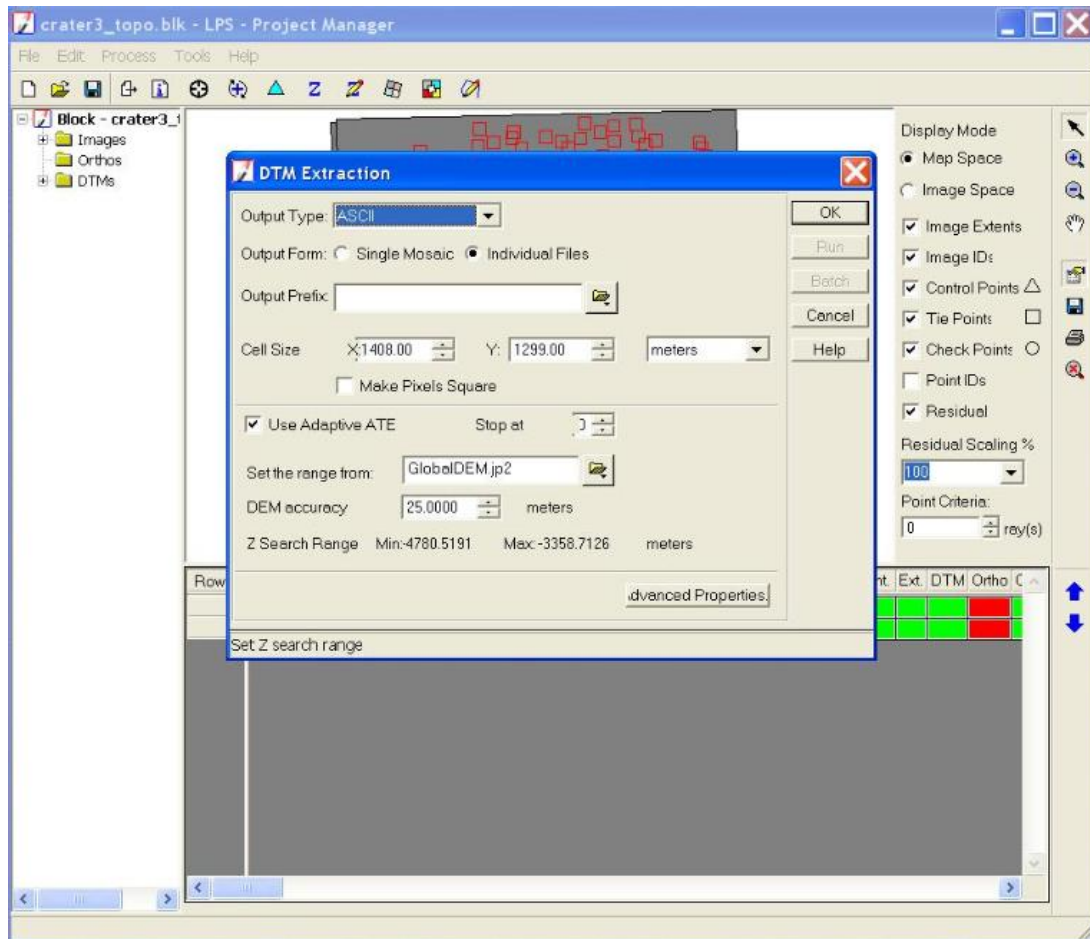 crater3_topo.blk - LPS - Project Manager
File Edit Process Tools Help
Block - crater3_
Images
Orthos
DTMs
DTM Extraction
Output Type: ASCII
Output Form: Single Mosaic Individual Files
Output Prefix:
Cell Size X: 1408.00 Y: 1299.00 meters
Make Pixels Square
Use Adaptive ATE Stop at
Set the range from: GlobalDEM.jp2
DEM accuracy 25.0000 meters
Z Search Range Min:-4780.5191 Max:-3358.7126 meters
dvanced Properties.
Set Z search range
OK
Run
Batch
Cancel
Help
Display Mode
Map Space
Image Space
Image Extents
Image IDs
Control Points
Tie Points
Check Points
Point IDs
Residual
Residual Scaling %
100
Point Criteria:
0 ray(s)
Row nt. Ext. DTM Ortho C